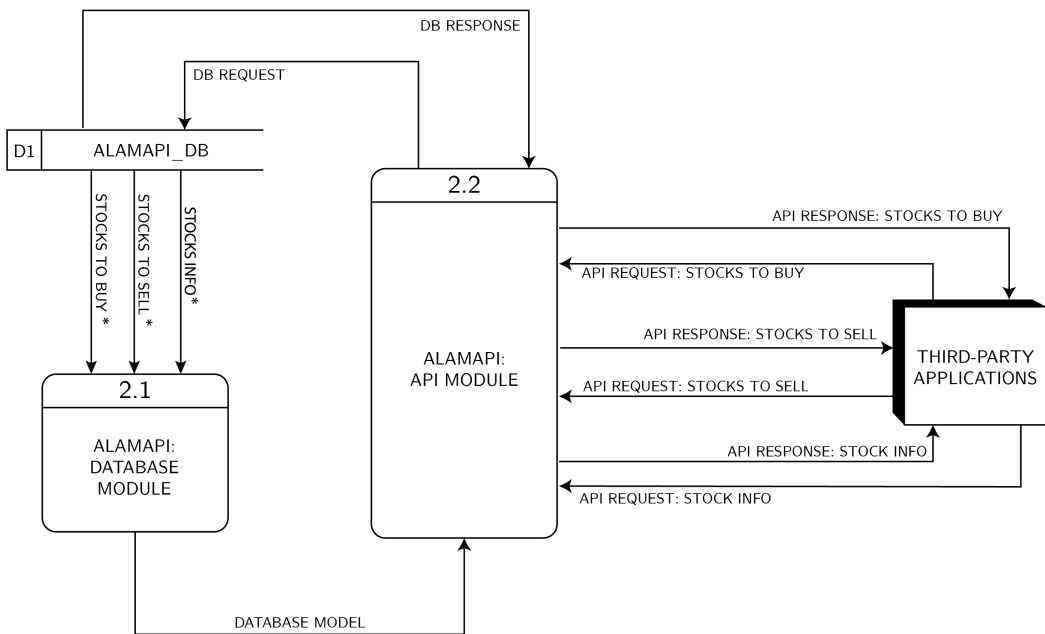 DB RESPONSE
DB REQUEST
D1
ALAMAPI_DB
STOCKS TO BUY *
STOCKS TO SELL *
STOCKS INFO*
2.2
ALAMAPI:
API MODULE
API RESPONSE: STOCKS TO BUY
API REQUEST: STOCKS TO BUY
API RESPONSE: STOCKS TO SELL
API REQUEST: STOCKS TO SELL
API RESPONSE: STOCK INFO
API REQUEST: STOCK INFO
THIRD-PARTY
APPLICATIONS
2.1
ALAMAPI:
DATABASE
MODULE
DATABASE MODEL